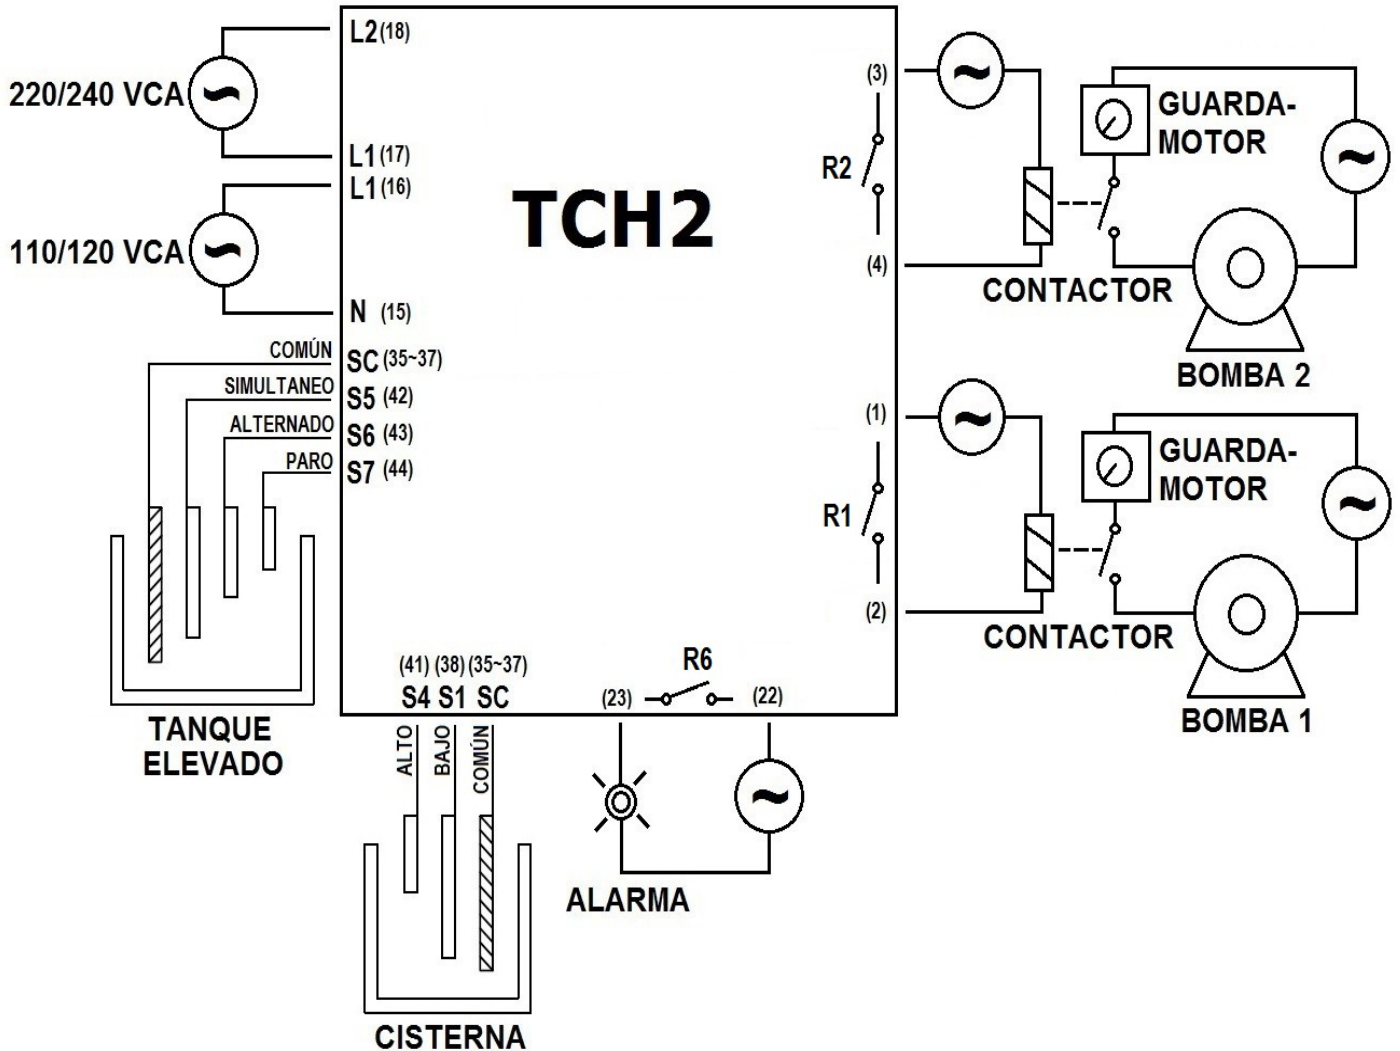 L2 (18)
220/240 VCA
L1 (17)
L1 (16)
110/120 VCA
N (15)
COMÚN SC (35~37)
SIMULTANEO S5 (42)
ALTERNADO S6 (43)
PARO S7 (44)
TANQUE
ELEVADO
TCH2
(3)
R2
(4)
GUARDA-
MOTOR
CONTACTOR
BOMBA 2
(1)
R1
(2)
GUARDA-
MOTOR
CONTACTOR
BOMBA 1
(41) (38) (35~37)
S4 S1 SC
ALTO
BAJO
COMÚN
CISTERNA
R6
(23) (22)
ALARMA